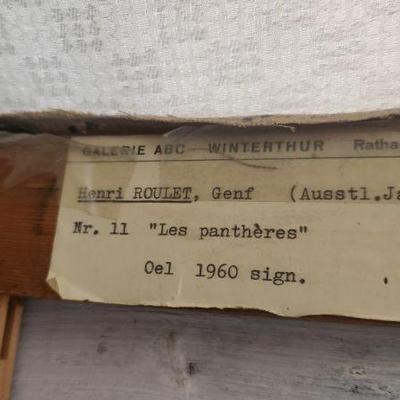 GALERIE ABC WINTERTHUR Ratha
Henri ROULET, Genf (Ausstl.Ja
Nr. 11 "Les panthères"
Oel 1960 sign.